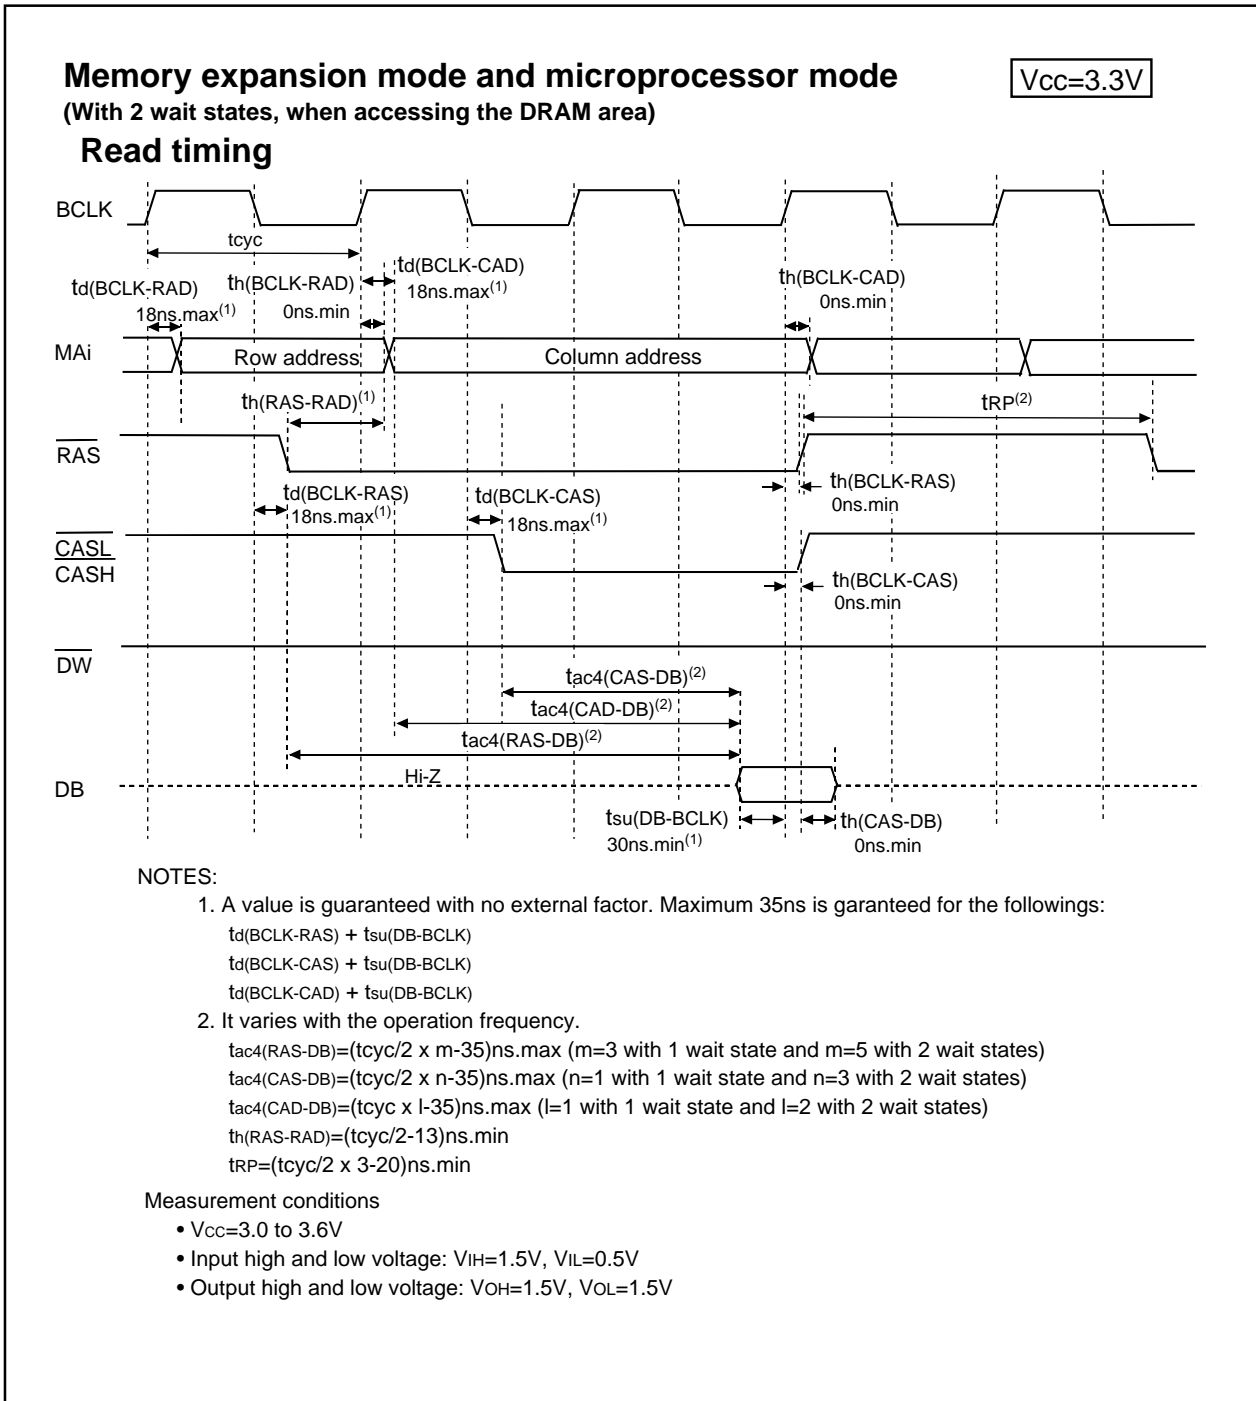 Memory expansion mode and microprocessor mode
Vcc=3.3V
(With 2 wait states, when accessing the DRAM area)
Read timing
BCLK
tcyc
td(BCLK-RAD)
18ns.max(1)
th(BCLK-RAD)
0ns.min
td(BCLK-CAD)
18ns.max(1)
th(BCLK-CAD)
0ns.min
MAi
Row address
Column address
th(RAS-RAD)(1)
tRP(2)
RAS
td(BCLK-RAS)
18ns.max(1)
td(BCLK-CAS)
18ns.max(1)
th(BCLK-RAS)
0ns.min
CASL
CASH
th(BCLK-CAS)
0ns.min
DW
tac4(CAS-DB)(2)
tac4(CAD-DB)(2)
tac4(RAS-DB)(2)
Hi-Z
DB
tsu(DB-BCLK)
30ns.min(1)
th(CAS-DB)
0ns.min
NOTES:
1. A value is guaranteed with no external factor. Maximum 35ns is garanteed for the followings:
td(BCLK-RAS) + tsu(DB-BCLK)
td(BCLK-CAS) + tsu(DB-BCLK)
td(BCLK-CAD) + tsu(DB-BCLK)
2. It varies with the operation frequency.
tac4(RAS-DB)=(tcyc/2 x m-35)ns.max (m=3 with 1 wait state and m=5 with 2 wait states)
tac4(CAS-DB)=(tcyc/2 x n-35)ns.max (n=1 with 1 wait state and n=3 with 2 wait states)
tac4(CAD-DB)=(tcyc x l-35)ns.max (l=1 with 1 wait state and l=2 with 2 wait states)
th(RAS-RAD)=(tcyc/2-13)ns.min
tRP=(tcyc/2 x 3-20)ns.min
Measurement conditions
• VCC=3.0 to 3.6V
• Input high and low voltage: VIH=1.5V, VIL=0.5V
• Output high and low voltage: VOH=1.5V, VOL=1.5V